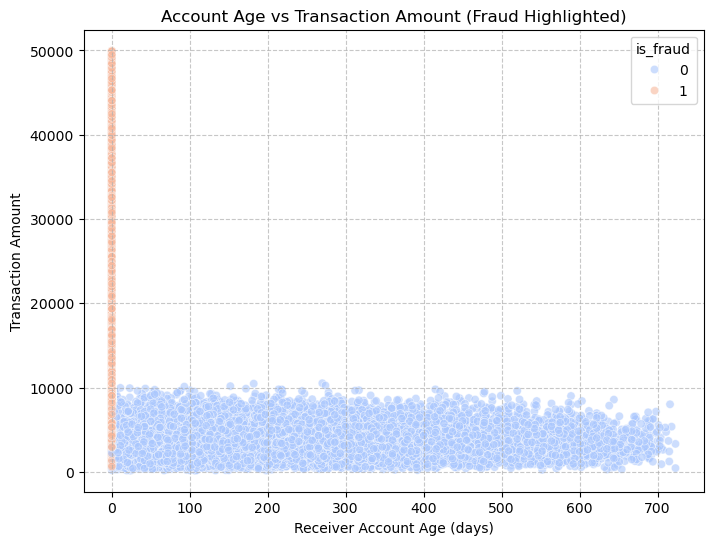 Account Age vs Transaction Amount (Fraud Highlighted)
is_fraud
0
1
50000
40000
30000
20000
10000
0
Transaction Amount
0 100 200 300 400 500 600 700
Receiver Account Age (days)